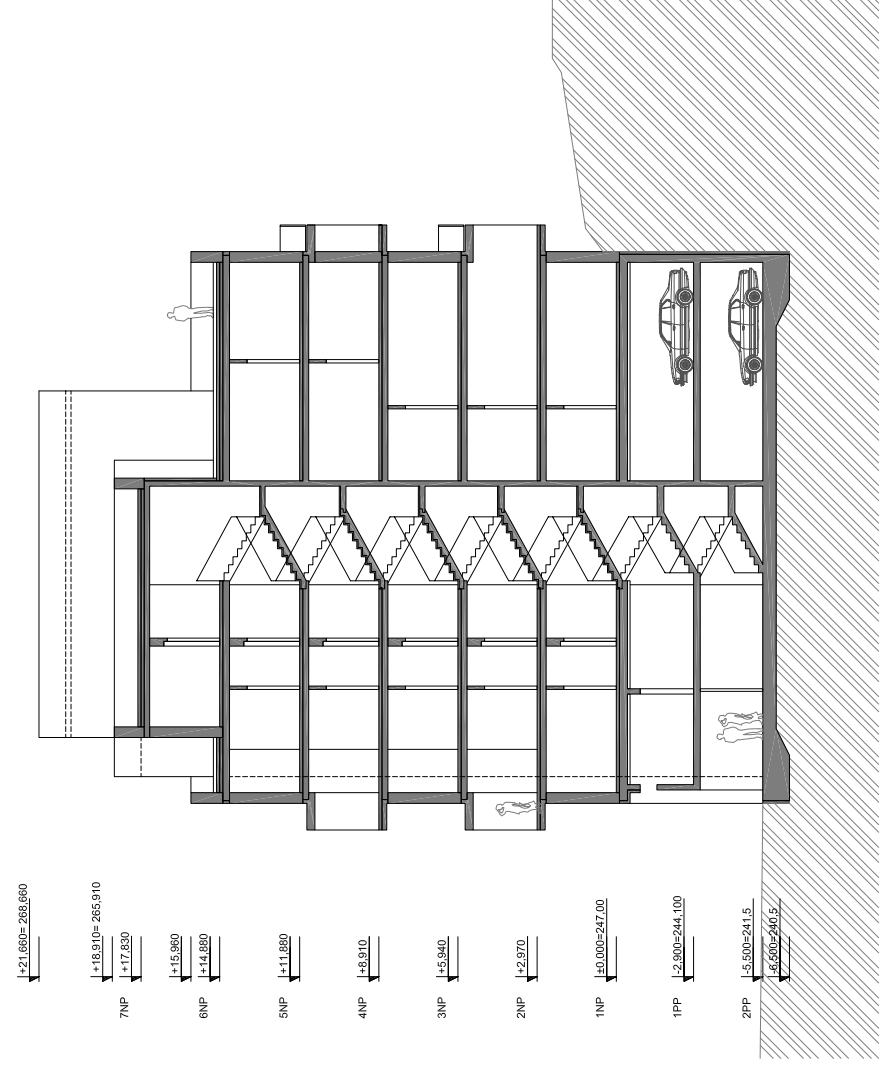 +21,660= 268,660
+18,910= 265,910
+17,830
7NP
+15,960
+14,880
6NP
+11,880
5NP
+8,910
4NP
+5,940
3NP
+2,970
2NP
±0,000=247,00
1NP
-2,900=244,100
1PP
-5,500=241,5
2PP
-6,500=240,5